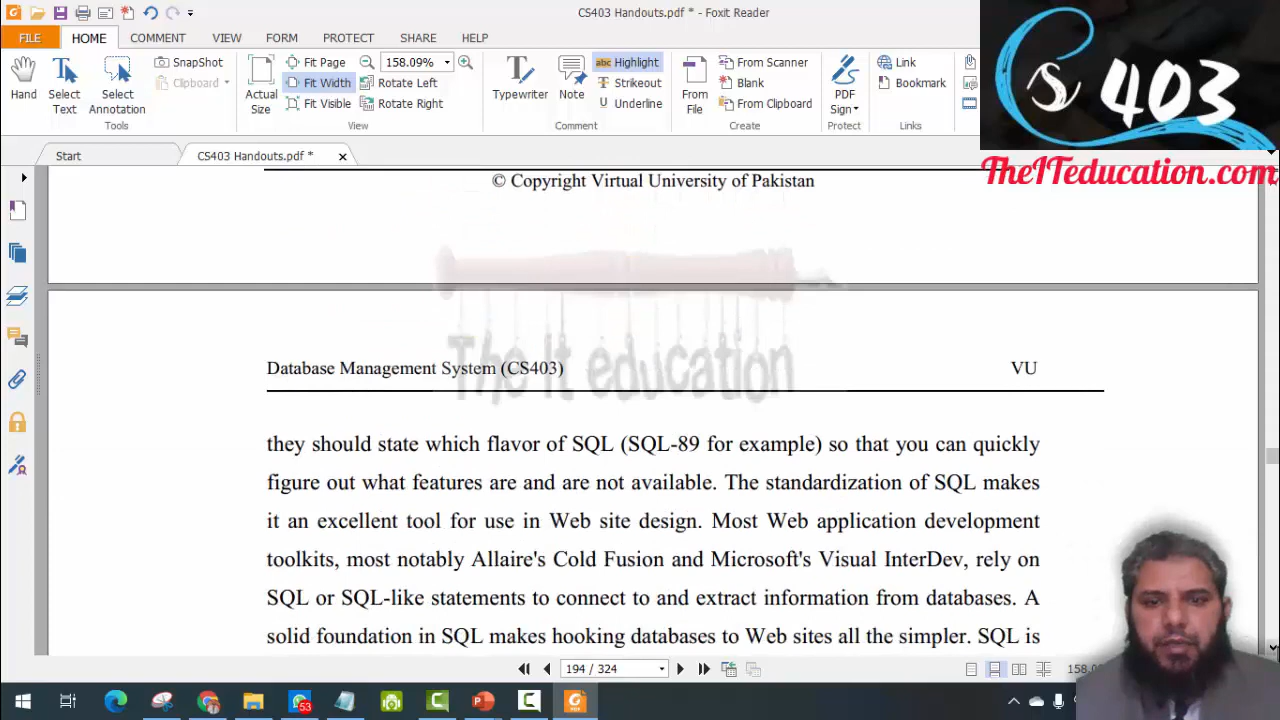 CS403 Handouts.pdf * - Foxit Reader
FILE HOME COMMENT VIEW FORM PROTECT SHARE HELP
Hand
Select Text
Select Annotation
SnapShot
Clipboard
Tools
Actual Size
Fit Page
Fit Width
Fit Visible
158.09%
Rotate Left
Rotate Right
View
Typewriter
Note
abc Highlight
T Strikeout
U Underline
Comment
From File
From Scanner
Blank
From Clipboard
Create
PDF Sign
Protect
Link
Bookmark
Links
CS 403
TheITeducation.com
Start
CS403 Handouts.pdf *
© Copyright Virtual University of Pakistan
The It education
Database Management System (CS403) VU
they should state which flavor of SQL (SQL-89 for example) so that you can quickly
figure out what features are and are not available. The standardization of SQL makes
it an excellent tool for use in Web site design. Most Web application development
toolkits, most notably Allaire's Cold Fusion and Microsoft's Visual InterDev, rely on
SQL or SQL-like statements to connect to and extract information from databases. A
solid foundation in SQL makes hooking databases to Web sites all the simpler. SQL is
194 / 324
53